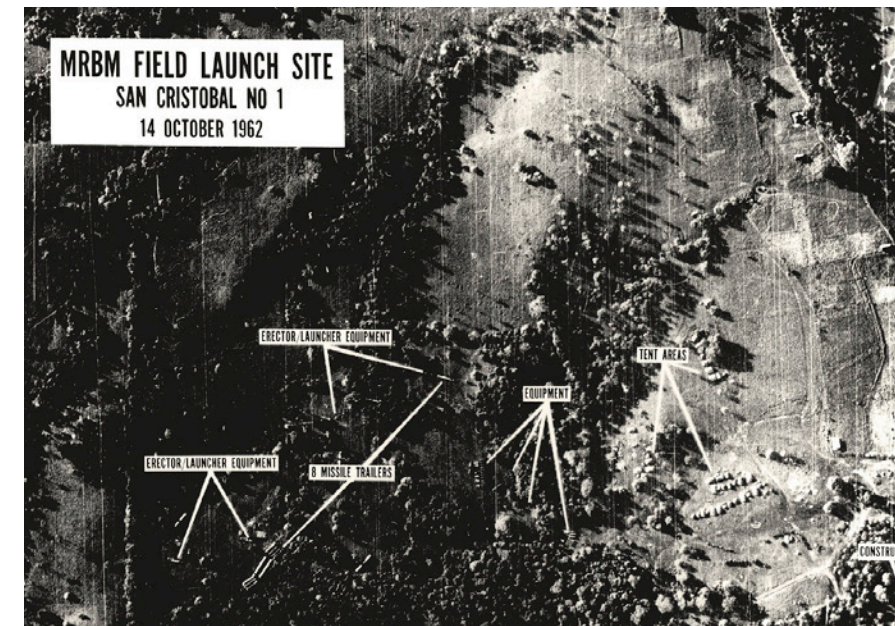 MRBM FIELD LAUNCH SITE
SAN CRISTOBAL NO 1
14 OCTOBER 1962
ERECTOR/LAUNCHER EQUIPMENT
TENT AREAS
EQUIPMENT
ERECTOR/LAUNCHER EQUIPMENT
8 MISSILE TRAILERS
CONSTRU